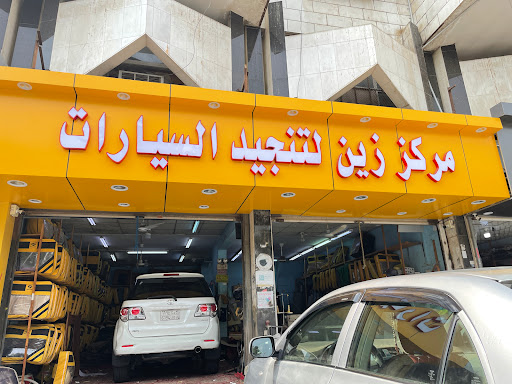 مركز زين لتنجيد السيارات